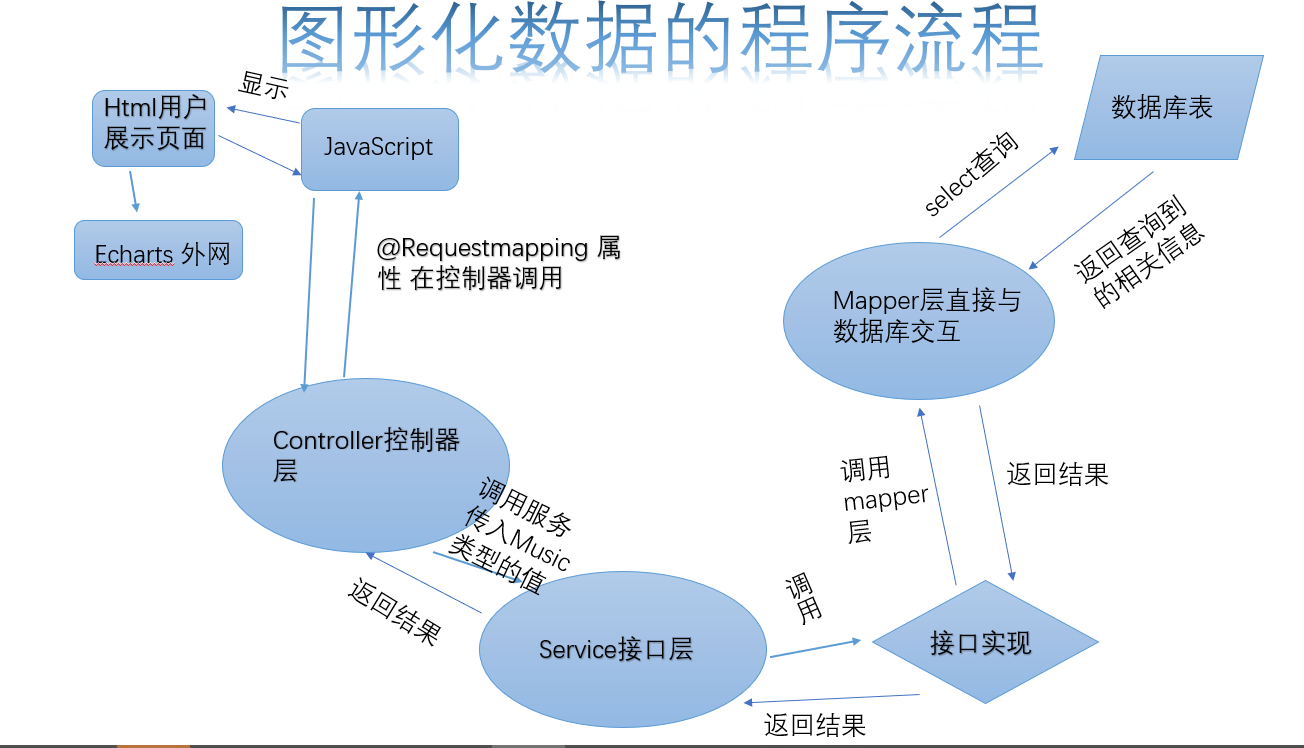 图形化数据的程序流程
显示
Html用户
展示页面
JavaScript
数据库表
select查询
Echarts 外网
@Requestmapping 属
性 在控制器调用
返回查询到
的相关信息
Mapper层直接与
数据库交互
Controller控制器
层
调用
mapper
层
返回结果
调用服务
传入Music
类型的值
返回结果
调
用
Service接口层
接口实现
返回结果